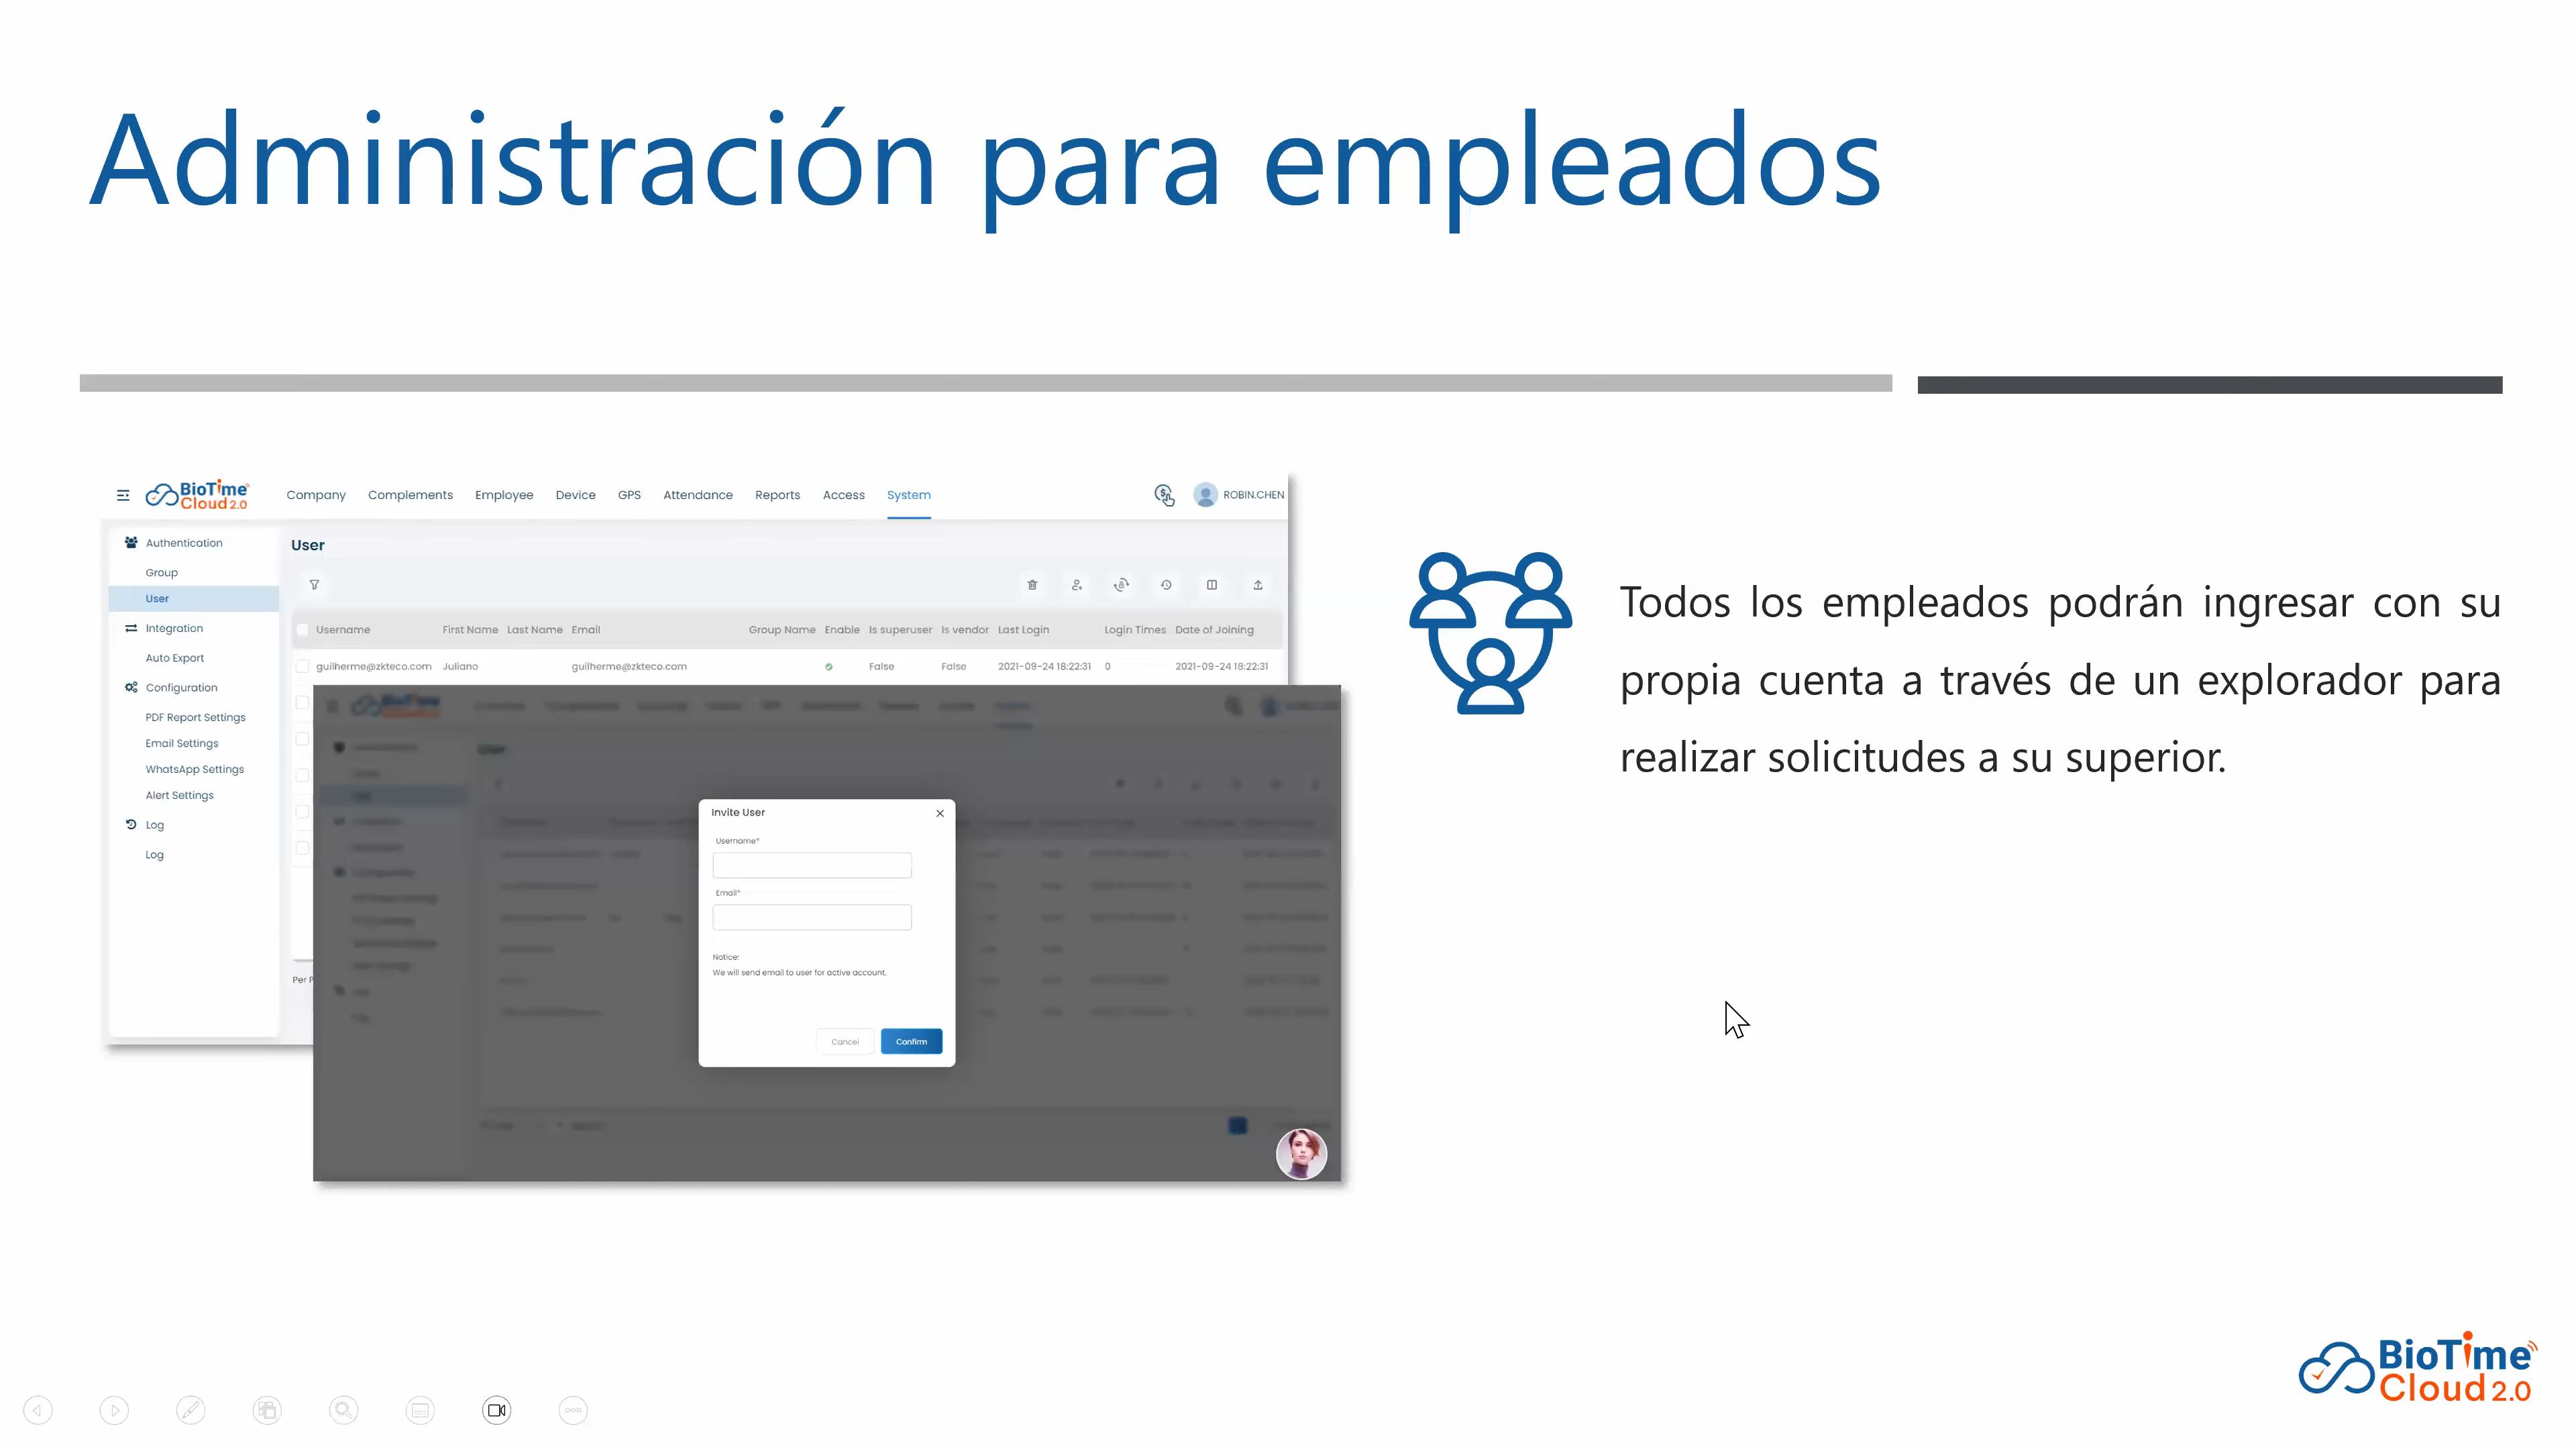 Administración para empleados
BioTime
Cloud 2.0
Company Complements Employee Device GPS Attendance Reports Access System
ROBIN.CHEN
Authentication
Group
User
Integration
Auto Export
Configuration
PDF Report Settings
Email Settings
WhatsApp Settings
Alert Settings
Log
Log
User
Username First Name Last Name Email Group Name Enable Is superuser Is vendor Last Login Login Times Date of Joining
guilherme@zkteco.com Juliano guilherme@zkteco.com False False 2021-09-24 18:22:31 0 2021-09-24 18:22:31
Per
Invite User
Username*
Email*
Notice:
We will send email to user for active account.
Cancel Confirm
Todos los empleados podrán ingresar con su
propia cuenta a través de un explorador para
realizar solicitudes a su superior.
BioTime
Cloud 2.0